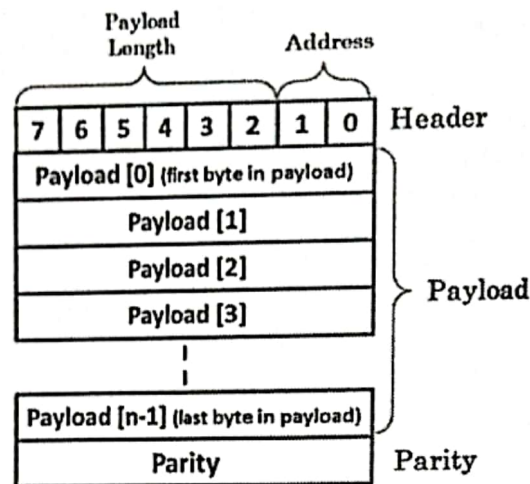 Payload
Length
Address
7 6 5 4 3 2 1 0 Header
Payload [0] (first byte in payload)
Payload [1]
Payload [2]
Payload [3]
Payload
Payload [n-1] (last byte in payload)
Parity Parity